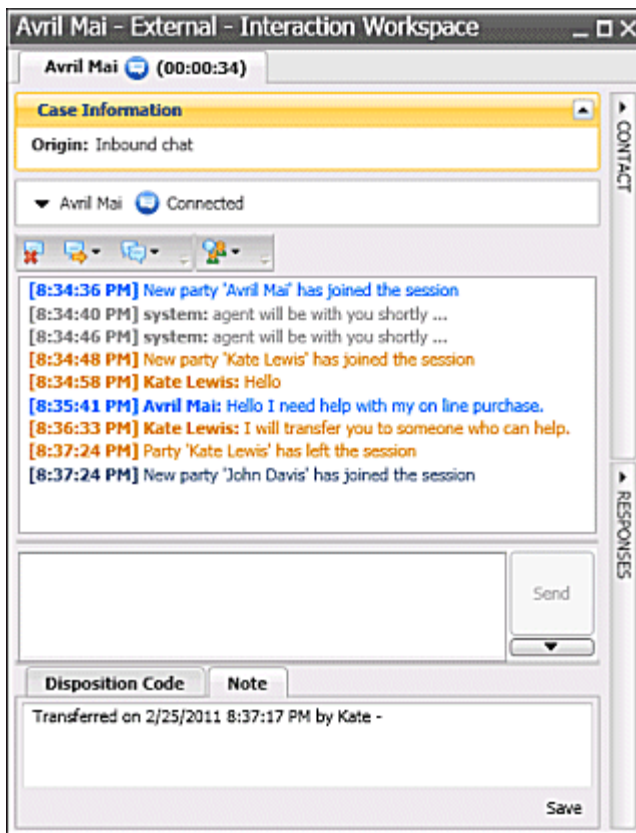 Avril Mai - External - Interaction Workspace
Avril Mai (00:00:34)
Case Information
Origin: Inbound chat
Avril Mai Connected
[8:34:36 PM] New party 'Avril Mai' has joined the session
[8:34:40 PM] system: agent will be with you shortly ...
[8:34:46 PM] system: agent will be with you shortly ...
[8:34:48 PM] New party 'Kate Lewis' has joined the session
[8:34:58 PM] Kate Lewis: Hello
[8:35:41 PM] Avril Mai: Hello I need help with my on line purchase.
[8:36:33 PM] Kate Lewis: I will transfer you to someone who can help.
[8:37:24 PM] Party 'Kate Lewis' has left the session
[8:37:24 PM] New party 'John Davis' has joined the session
Send
Disposition Code Note
Transferred on 2/25/2011 8:37:17 PM by Kate -
Save
CONTACT
RESPONSES